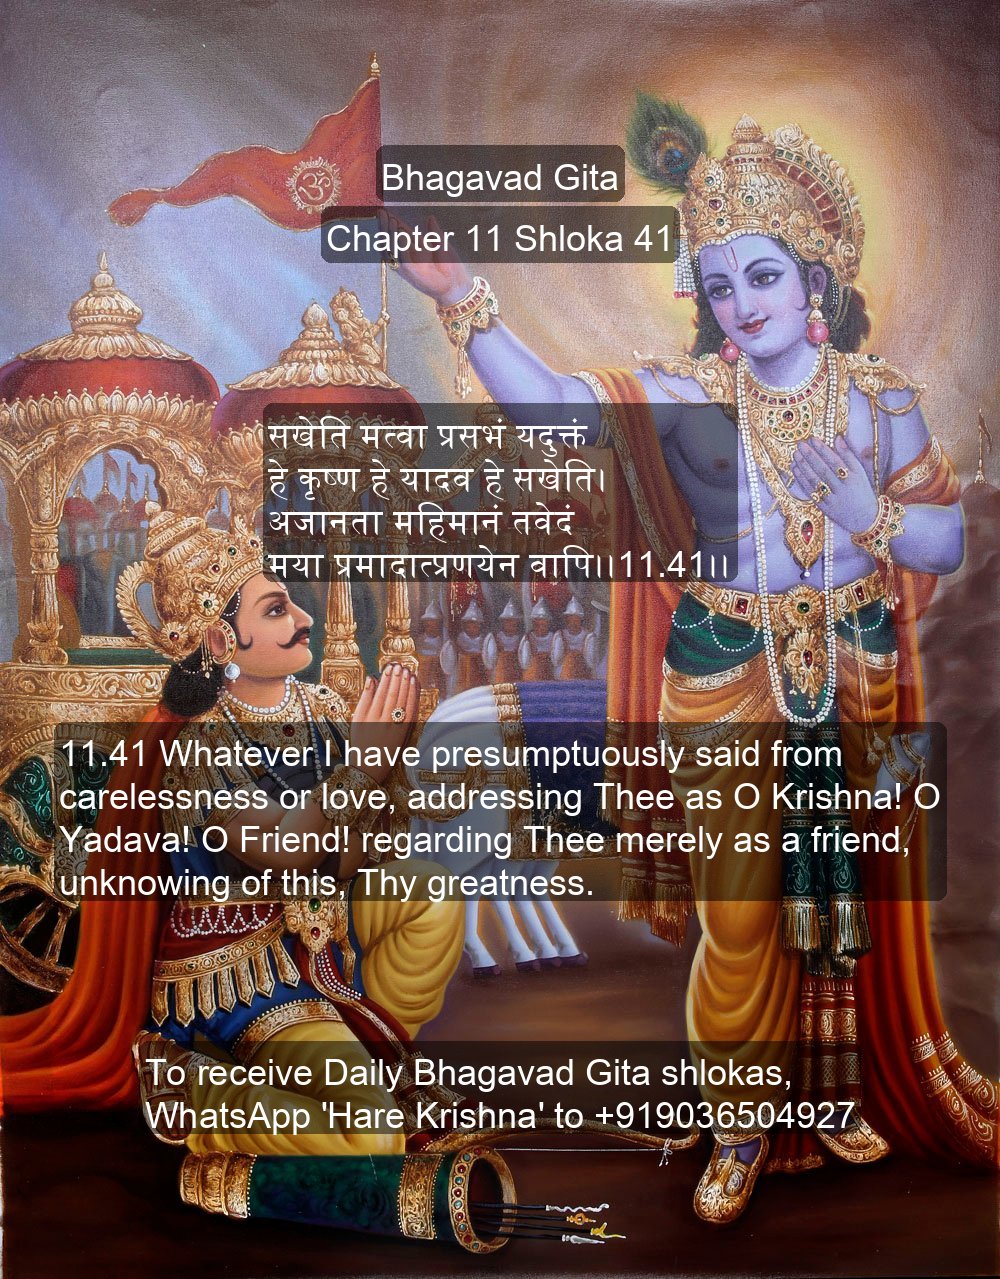 ॐ
Bhagavad Gita
Chapter 11 Shloka 41
सखेति मत्वा प्रसभं यदुक्तं
हे कृष्ण हे यादव हे सखेति।
अजानता महिमानं तवेदं
मया प्रमादात्प्रणयेन वापि।।11.41।।
11.41 Whatever I have presumptuously said from
carelessness or love, addressing Thee as O Krishna! O
Yadava! O Friend! regarding Thee merely as a friend,
unknowing of this, Thy greatness.
To receive Daily Bhagavad Gita shlokas,
WhatsApp 'Hare Krishna' to +919036504927